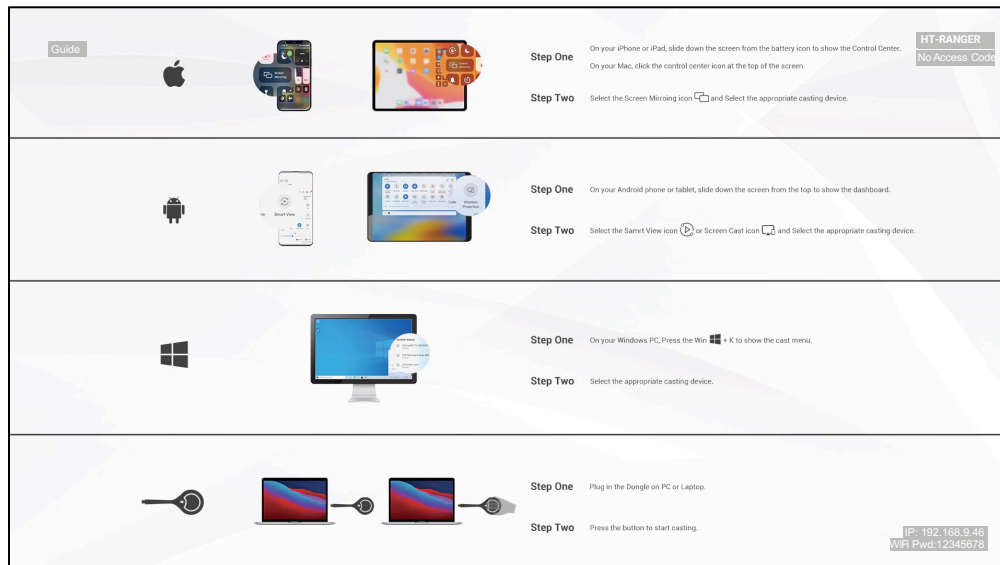 Guide
HT-RANGER
No Access Code
Step One
On your iPhone or iPad, slide down the screen from the battery icon to show the Control Center.
On your Mac, click the control center icon at the top of the screen.
Step Two
Select the Screen Mirroing icon and Select the appropriate casting device.
Screen
Mirroring
Screen
Mirroring
Step One
On your Android phone or tablet, slide down the screen from the top to show the dashboard.
Step Two
Select the Samrt View icon or Screen Cast icon and Select the appropriate casting device.
Smart View
Wireless
Projection
Step One
On your Windows PC, Press the Win + K to show the cast menu.
Step Two
Select the appropriate casting device.
Step One
Plug in the Dongle on PC or Laptop.
Step Two
Press the button to start casting.
IP: 192.168.9.46
WiFi Pwd:12345678